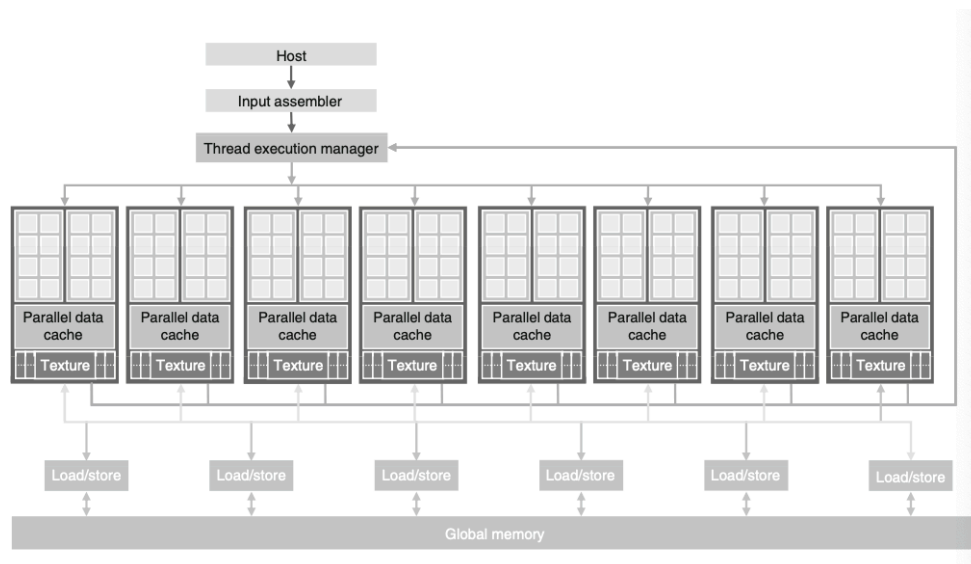 Host
Input assembler
Thread execution manager
Parallel data
cache
Parallel data
cache
Parallel data
cache
Parallel data
cache
Parallel data
cache
Parallel data
cache
Parallel data
cache
Parallel data
cache
Texture
Texture
Texture
Texture
Texture
Texture
Texture
Texture
Load/store
Load/store
Load/store
Load/store
Load/store
Load/store
Global memory